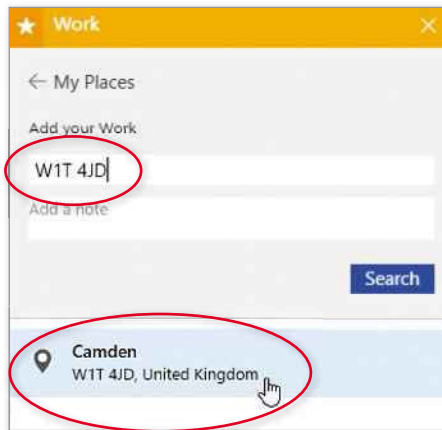 Work
← My Places
Add your Work
W1T 4JD
Add a note
Search
Camden
W1T 4JD, United Kingdom